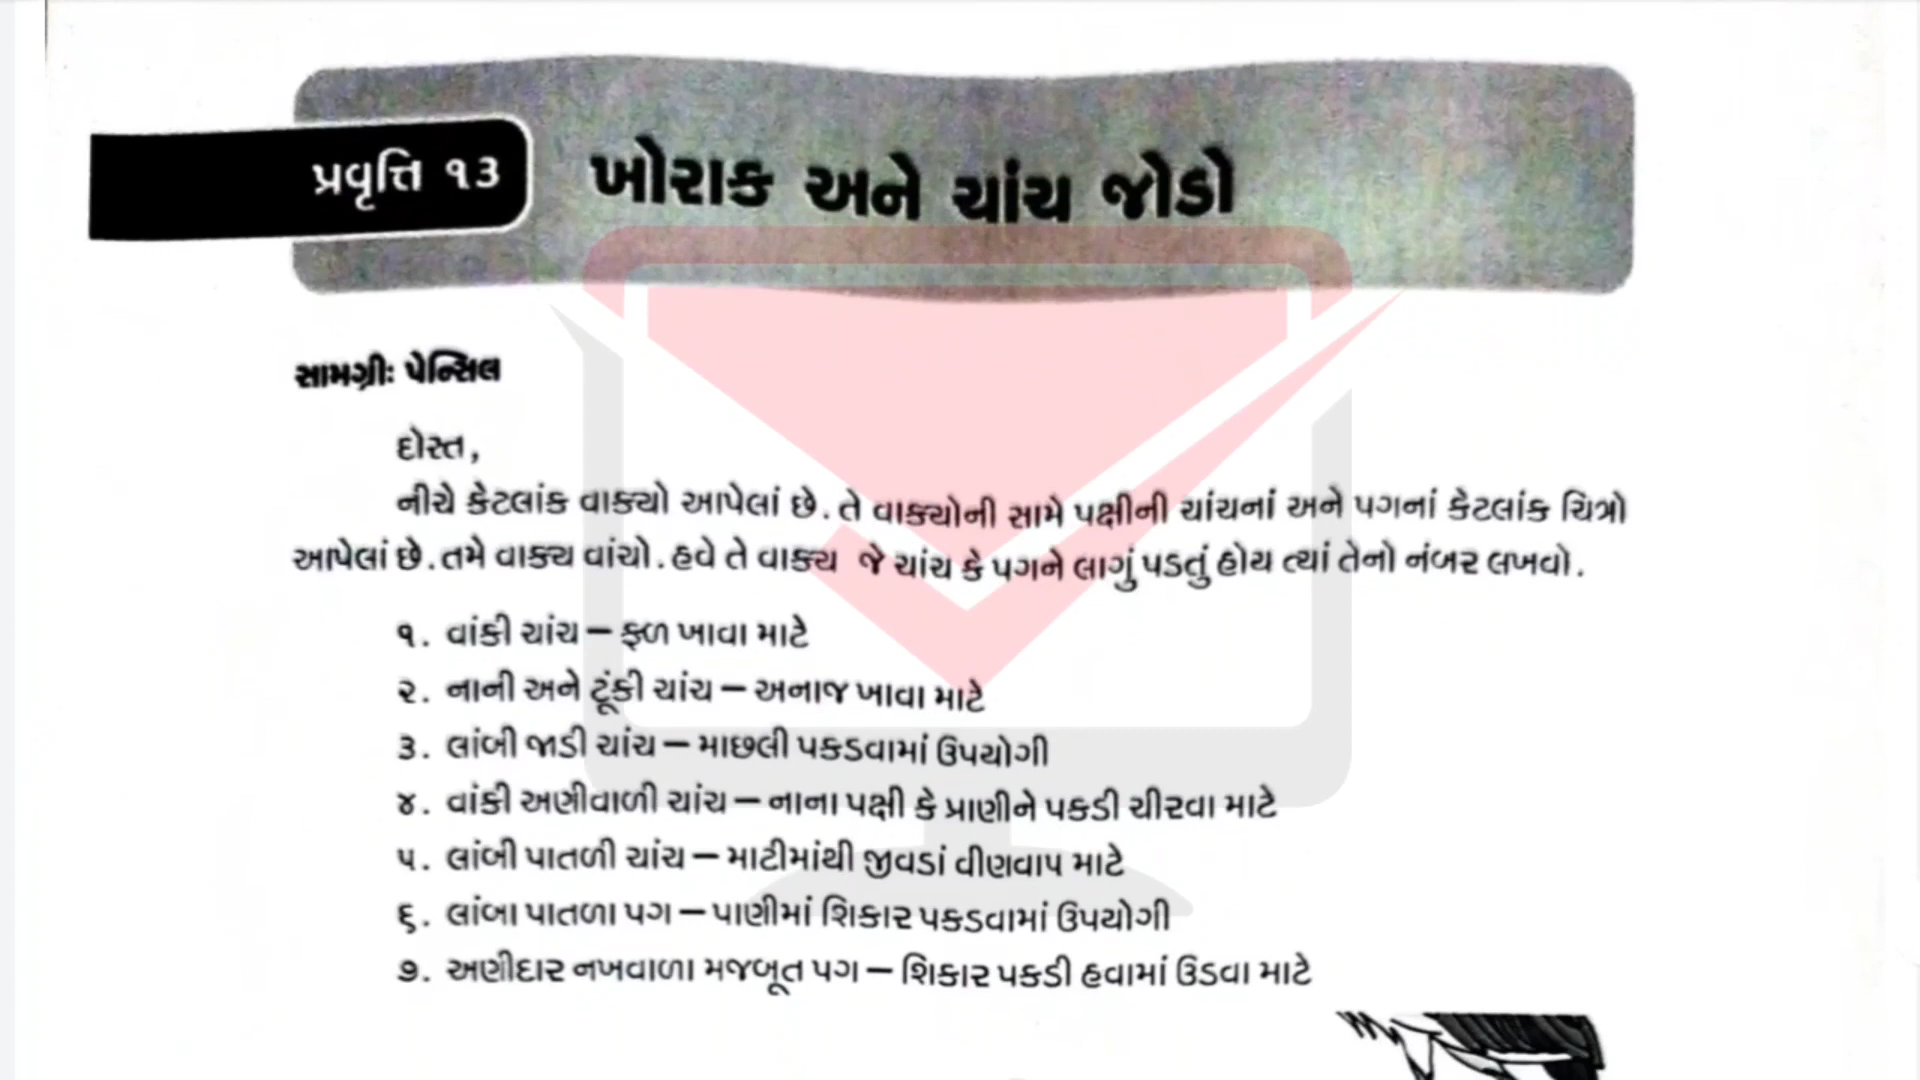 પ્રવૃત્તિ ૧૩
ખોરાક અને ચાંચ જોડો
સામગ્રી: પેન્સિલ
દોસ્ત,
નીચે કેટલાંક વાક્યો આપેલાં છે. તે વાક્યોની સામે પક્ષીની ચાંચનાં અને પગનાં કેટલાંક ચિત્રો
આપેલાં છે. તમે વાક્ય વાંચો. હવે તે વાક્ય જે ચાંચ કે પગને લાગું પડતું હોય ત્યાં તેનો નંબર લખવો.
૧. વાંકી ચાંચ – ફળ ખાવા માટે
૨. નાની અને ટૂંકી ચાંચ – અનાજ ખાવા માટે
૩. લાંબી જાડી ચાંચ – માછલી પકડવામાં ઉપયોગી
૪. વાંકી અણીવાળી ચાંચ – નાના પક્ષી કે પ્રાણીને પકડી ચીરવા માટે
૫. લાંબી પાતળી ચાંચ – માટીમાંથી જીવડાં વીણવાપ માટે
૬. લાંબા પાતળા પગ – પાણીમાં શિકાર પકડવામાં ઉપયોગી
૭. અણીદાર નખવાળા મજબૂત પગ – શિકાર પકડી હવામાં ઉડવા માટે